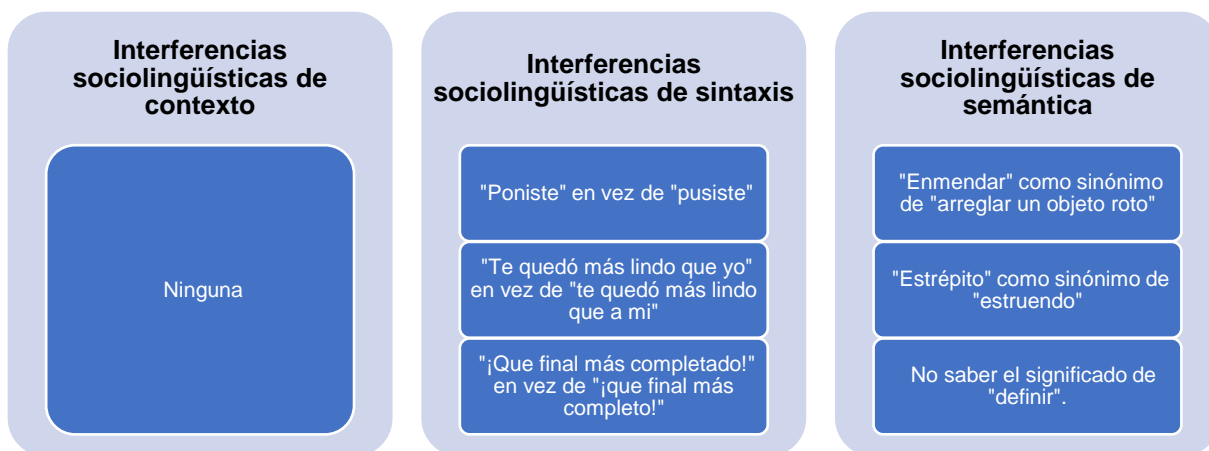 Interferencias
sociolingüísticas de
contexto
Ninguna
Interferencias
sociolingüísticas de sintaxis
"Poniste" en vez de "pusiste"
"Te quedó más lindo que yo"
en vez de "te quedó más lindo
que a mi"
"¡Que final más completado!"
en vez de "¡que final más
completo!"
Interferencias
sociolingüísticas de
semántica
"Enmendar" como sinónimo
de "arreglar un objeto roto"
"Estrépito" como sinónimo de
"estruendo"
No saber el significado de
"definir".